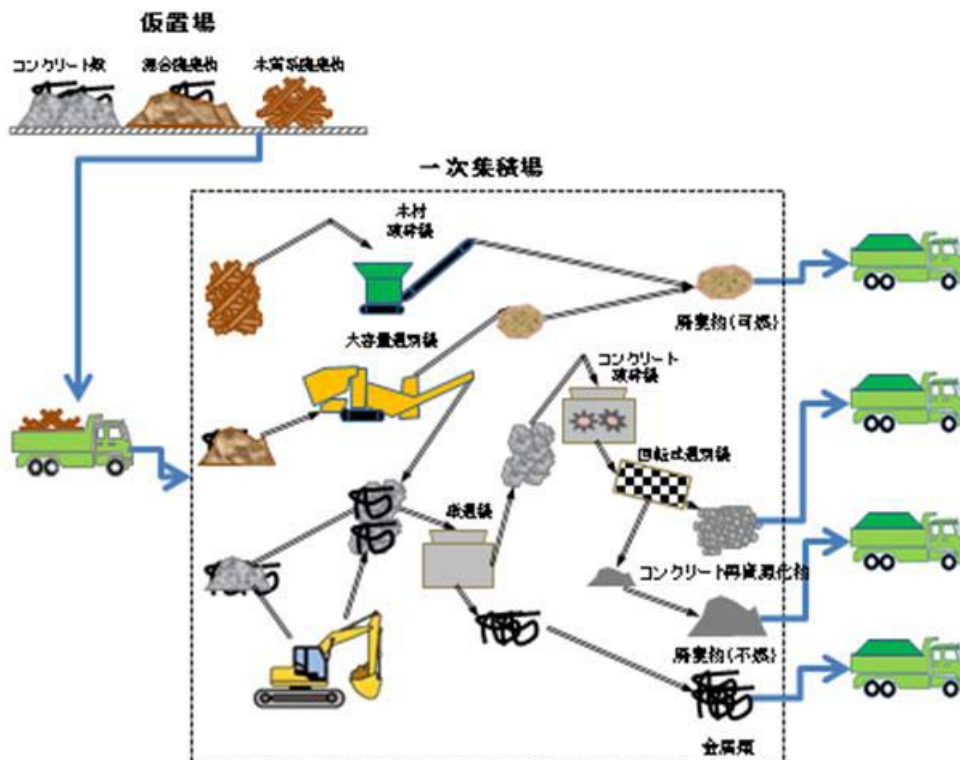 仮置場
コンクリート殻
混合廃棄物
木質系廃棄物
一次集積場
木材
破砕機
大容量選別機
廃棄物(可燃)
コンクリート
破砕機
回転式選別機
磁選機
コンクリート再資源化物
廃棄物(不燃)
金属類